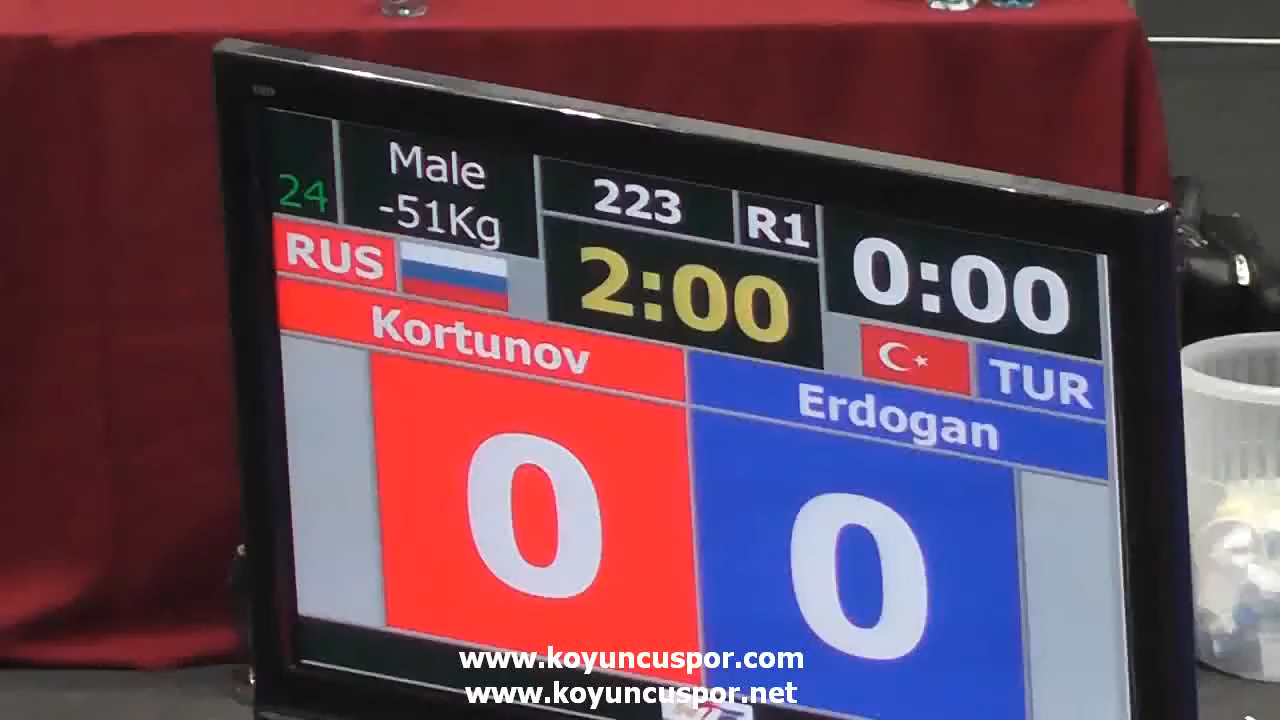 24
Male
-51Kg
223
R1
0:00
2:00
RUS
TUR
Kortunov
Erdogan
0
0
www.koyuncuspor.com
www.koyuncuspor.net